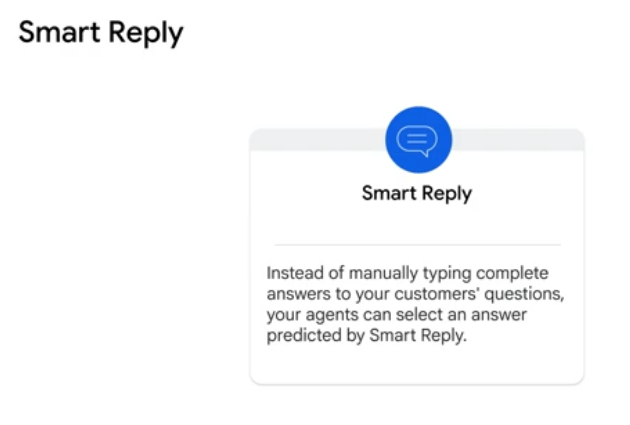 Smart Reply
Smart Reply
Instead of manually typing complete
answers to your customers' questions,
your agents can select an answer
predicted by Smart Reply.